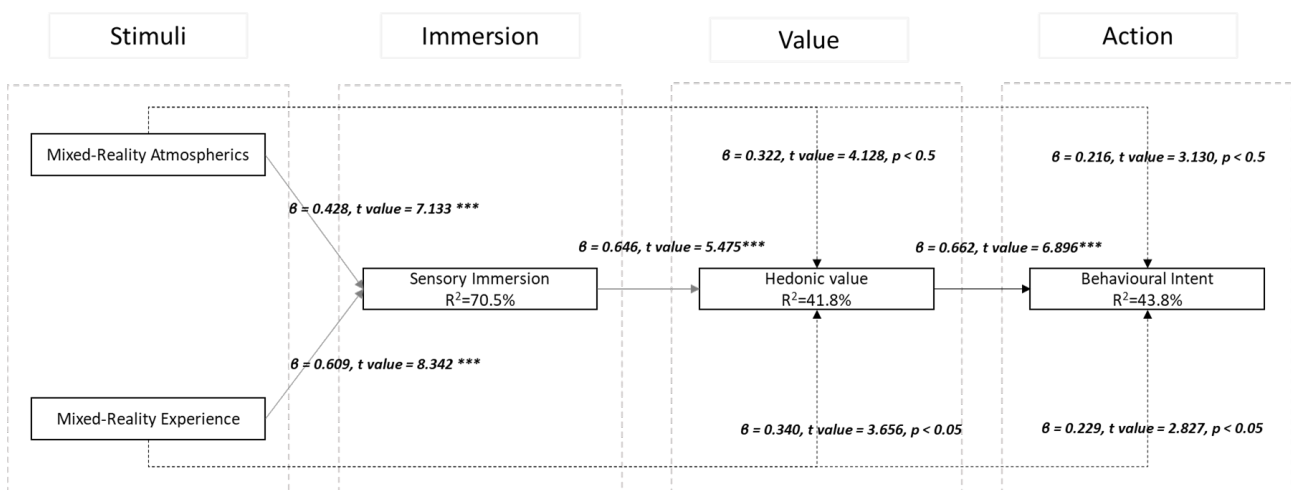 Stimuli
Immersion
Value
Action
Mixed-Reality Atmospherics
β = 0.322, t value = 4.128, p < 0.5
β = 0.216, t value = 3.130, p < 0.5
β = 0.428, t value = 7.133 ***
β = 0.646, t value = 5.475***
β = 0.662, t value = 6.896***
Sensory Immersion
R²=70.5%
Hedonic value
R²=41.8%
Behavioural Intent
R²=43.8%
β = 0.609, t value = 8.342 ***
Mixed-Reality Experience
β = 0.340, t value = 3.656, p < 0.05
β = 0.229, t value = 2.827, p < 0.05